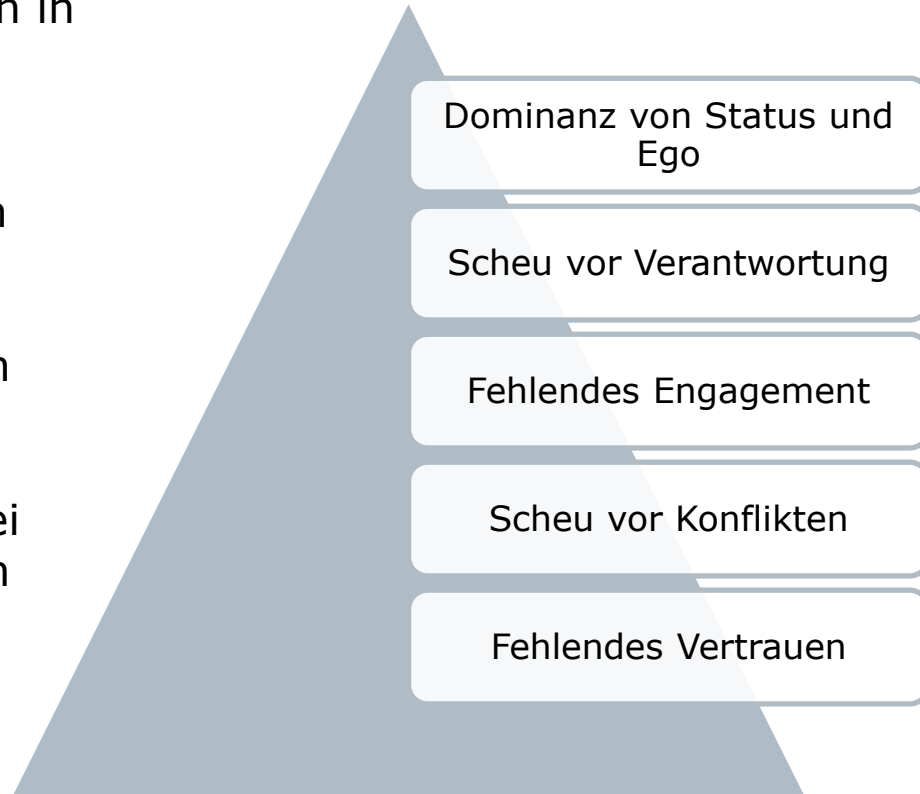 Dominanz von Status und
Ego
Scheu vor Verantwortung
Fehlendes Engagement
Scheu vor Konflikten
Fehlendes Vertrauen